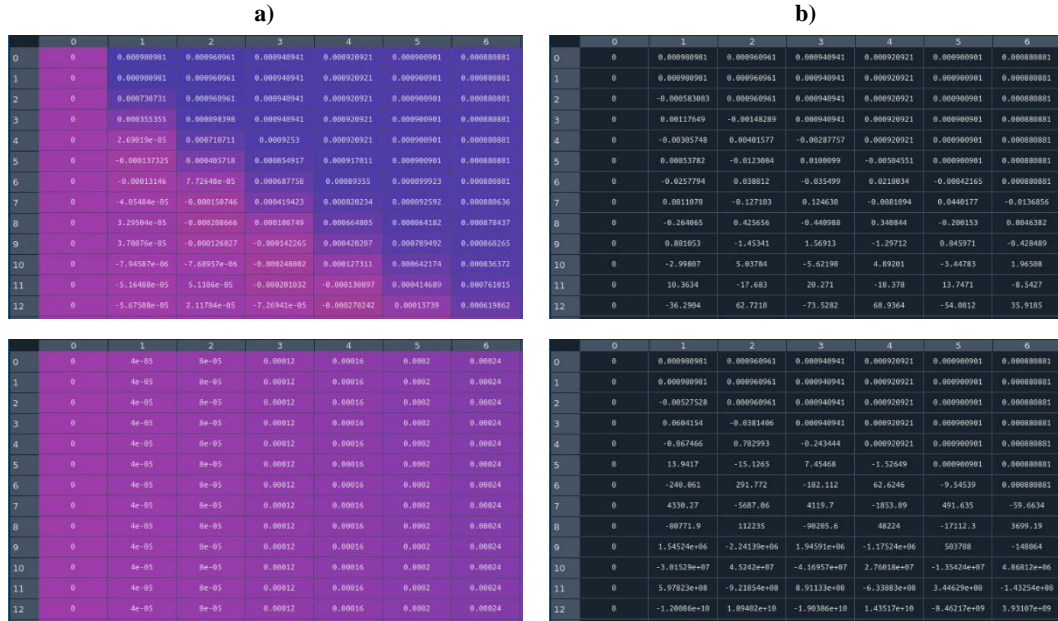 a) b)
0 1 2 3 4 5 6
0 0 0.000980981 0.000960961 0.000940941 0.000920921 0.000900901 0.000880881
1 0 0.000980981 0.000960961 0.000940941 0.000920921 0.000900901 0.000880881
2 0 0.000730731 0.000960961 0.000940941 0.000920921 0.000900901 0.000880881
3 0 0.000355355 0.000898398 0.000940941 0.000920921 0.000900901 0.000880881
4 0 2.69019e-05 0.000710711 0.0009253 0.000920921 0.000900901 0.000880881
5 0 -0.000137325 0.000405718 0.000854917 0.000917011 0.000900901 0.000880881
6 0 -0.00013146 7.72648e-05 0.000687758 0.00089355 0.000899923 0.000880881
7 0 -4.05484e-05 -0.000150746 0.000419423 0.000820234 0.000892592 0.000880636
8 0 3.29504e-05 -0.000208666 0.000108749 0.000664805 0.000864182 0.000878437
9 0 3.78076e-05 -0.000126827 -0.000142265 0.000420207 0.000789492 0.000868265
10 0 -7.94587e-06 -7.68957e-06 -0.000248802 0.000127311 0.000642174 0.000836372
11 0 -5.16488e-05 5.1106e-05 -0.000201032 -0.000130897 0.000414689 0.000761015
12 0 -5.67508e-05 2.11784e-05 -7.26941e-05 -0.000270242 0.00013739 0.000619862
0 1 2 3 4 5 6
0 0 0.000980981 0.000960961 0.000940941 0.000920921 0.000900901 0.000880881
1 0 0.000980981 0.000960961 0.000940941 0.000920921 0.000900901 0.000880881
2 0 -0.000583083 0.000960961 0.000940941 0.000920921 0.000900901 0.000880881
3 0 0.00117649 -0.00148289 0.000940941 0.000920921 0.000900901 0.000880881
4 0 -0.00305748 0.00401577 -0.00287757 0.000920921 0.000900901 0.000880881
5 0 0.00853782 -0.0123084 0.0100099 -0.00504551 0.000900901 0.000880881
6 0 -0.0257794 0.038812 -0.035499 0.0218034 -0.00842165 0.000880881
7 0 0.0811078 -0.127103 0.124638 -0.0881094 0.0440177 -0.0136856
8 0 -0.264065 0.425656 -0.440988 0.340844 -0.200153 0.0846382
9 0 0.881053 -1.45341 1.56913 -1.29712 0.845971 -0.428489
10 0 -2.99807 5.03784 -5.62198 4.89201 -3.44783 1.96508
11 0 10.3634 -17.683 20.271 -18.378 13.7471 -8.5427
12 0 -36.2904 62.7218 -73.5282 68.9364 -54.0812 35.9185
0 1 2 3 4 5 6
0 0 4e-05 8e-05 0.00012 0.00016 0.0002 0.00024
1 0 4e-05 8e-05 0.00012 0.00016 0.0002 0.00024
2 0 4e-05 8e-05 0.00012 0.00016 0.0002 0.00024
3 0 4e-05 8e-05 0.00012 0.00016 0.0002 0.00024
4 0 4e-05 8e-05 0.00012 0.00016 0.0002 0.00024
5 0 4e-05 8e-05 0.00012 0.00016 0.0002 0.00024
6 0 4e-05 8e-05 0.00012 0.00016 0.0002 0.00024
7 0 4e-05 8e-05 0.00012 0.00016 0.0002 0.00024
8 0 4e-05 8e-05 0.00012 0.00016 0.0002 0.00024
9 0 4e-05 8e-05 0.00012 0.00016 0.0002 0.00024
10 0 4e-05 8e-05 0.00012 0.00016 0.0002 0.00024
11 0 4e-05 8e-05 0.00012 0.00016 0.0002 0.00024
12 0 4e-05 8e-05 0.00012 0.00016 0.0002 0.00024
0 1 2 3 4 5 6
0 0 0.000980981 0.000960961 0.000940941 0.000920921 0.000900901 0.000880881
1 0 0.000980981 0.000960961 0.000940941 0.000920921 0.000900901 0.000880881
2 0 -0.00527528 0.000960961 0.000940941 0.000920921 0.000900901 0.000880881
3 0 0.0604154 -0.0381406 0.000940941 0.000920921 0.000900901 0.000880881
4 0 -0.867466 0.782993 -0.243444 0.000920921 0.000900901 0.000880881
5 0 13.9417 -15.1265 7.45468 -1.52649 0.000900901 0.000880881
6 0 -240.061 291.772 -182.112 62.6246 -9.54539 0.000880881
7 0 4330.27 -5687.06 4119.7 -1853.89 491.635 -59.6634
8 0 -80771.9 112235 -90285.6 48224 -17112.3 3699.19
9 0 1.54524e+06 -2.24139e+06 1.94591e+06 -1.17524e+06 503708 -148064
10 0 -3.01529e+07 4.5242e+07 -4.16957e+07 2.76018e+07 -1.35424e+07 4.86812e+06
11 0 5.97823e+08 -9.21854e+08 8.91133e+08 -6.33883e+08 3.44629e+08 -1.43254e+08
12 0 -1.20086e+10 1.89402e+10 -1.90386e+10 1.43517e+10 -8.46217e+09 3.93107e+09